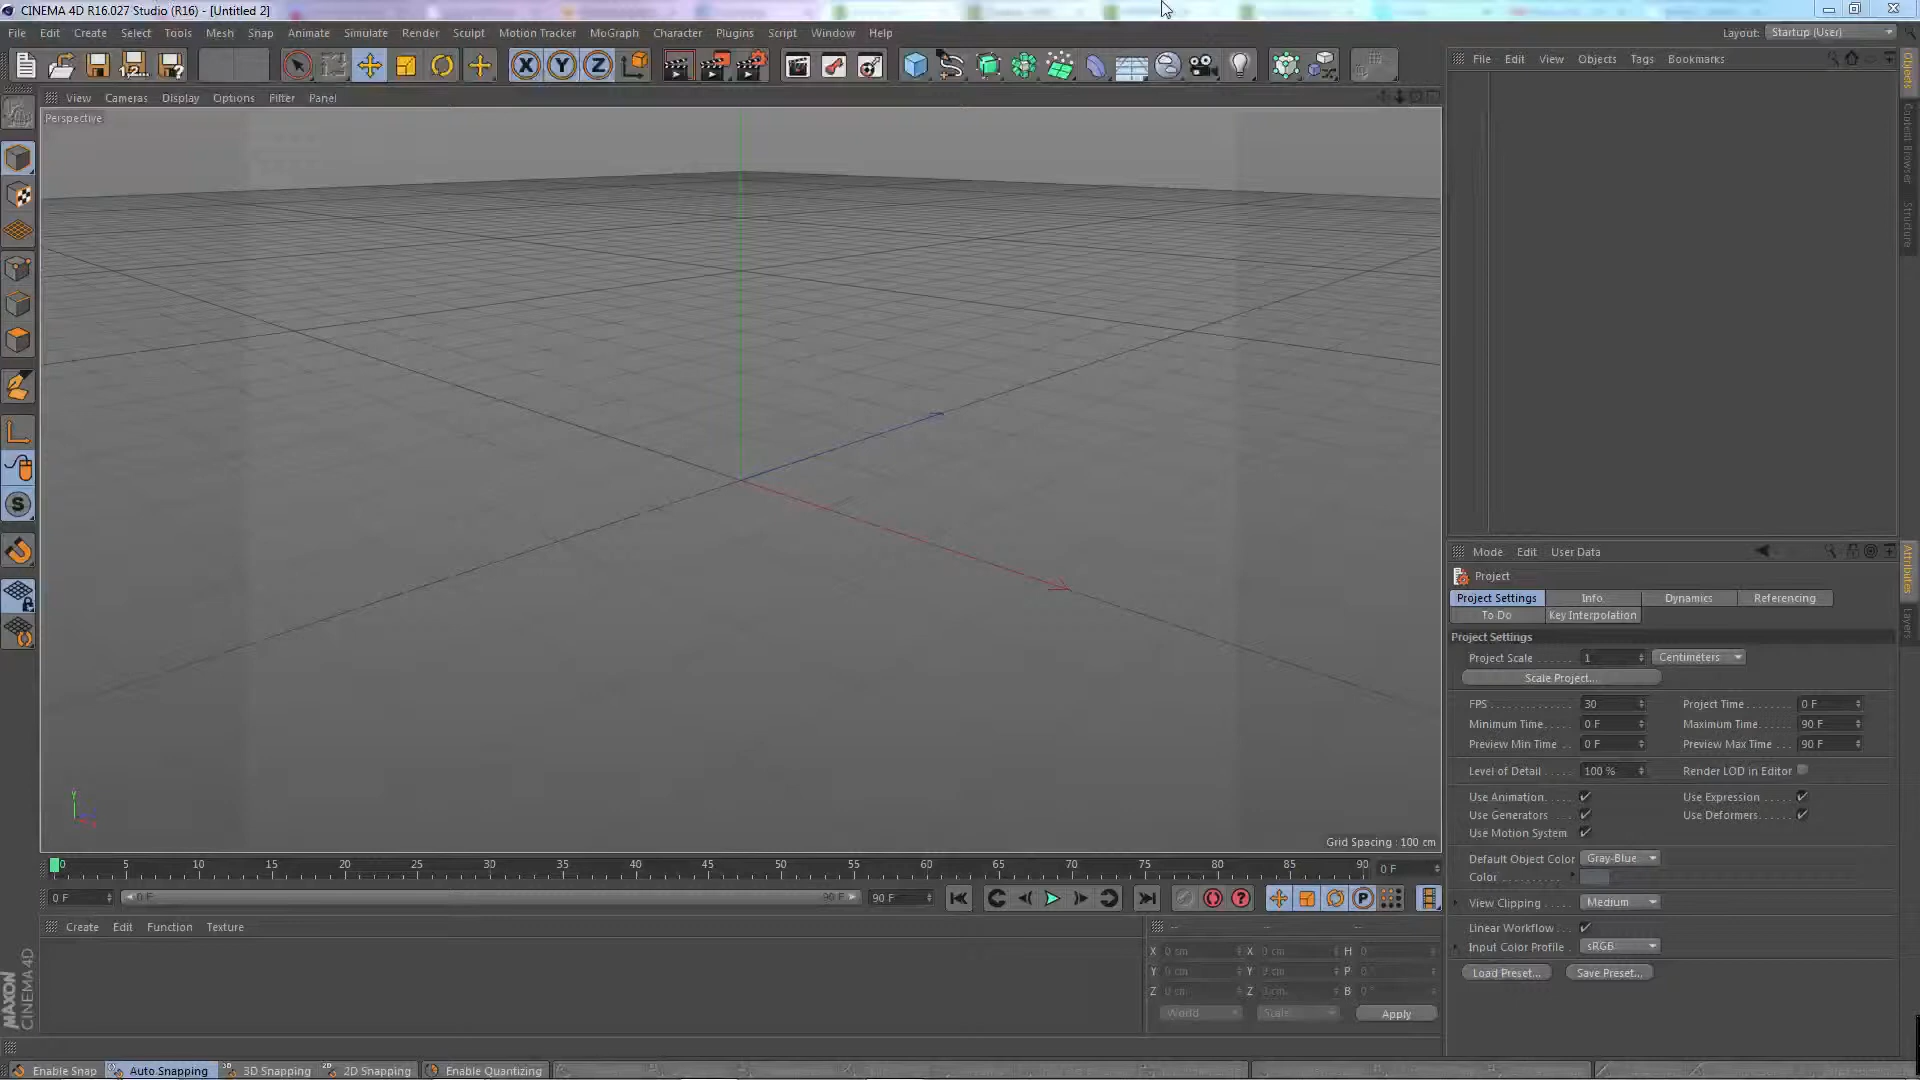 CINEMA 4D R16.027 Studio (R16) - [Untitled 2]
File Edit Create Select Tools Mesh Snap Animate Simulate Render Sculpt Motion Tracker MoGraph Character Plugins Script Window Help
Layout: Startup (User)
File Edit View Objects Tags Bookmarks
View Cameras Display Options Filter Panel
Perspective
Objects
Content Browser
Structure
Mode Edit User Data
Project
Project Settings Info Dynamics Referencing
To Do Key Interpolation
Attributes
Layers
Project Settings
Project Scale 1 Centimeters
Scale Project...
FPS 30 Project Time 0 F
Minimum Time 0 F Maximum Time 90 F
Preview Min Time 0 F Preview Max Time 90 F
Level of Detail 100 % Render LOD in Editor
Use Animation Use Expression
Use Generators Use Deformers
Use Motion System
Default Object Color Gray-Blue
Color
View Clipping Medium
Linear Workflow
Input Color Profile sRGB
Load Preset... Save Preset...
Y
Grid Spacing : 100 cm
0 5 10 15 20 25 30 35 40 45 50 55 60 65 70 75 80 85 90 0 F
0 F 0 F 90 F 90 F
Create Edit Function Texture
X 0 cm X 0 cm H 0
Y 0 cm Y 0 cm P 0 °
Z 0 cm Z 0 cm B 0 °
World Scale Apply
MAXON
CINEMA 4D
Enable Snap Auto Snapping 3D Snapping 2D Snapping Enable Quantizing